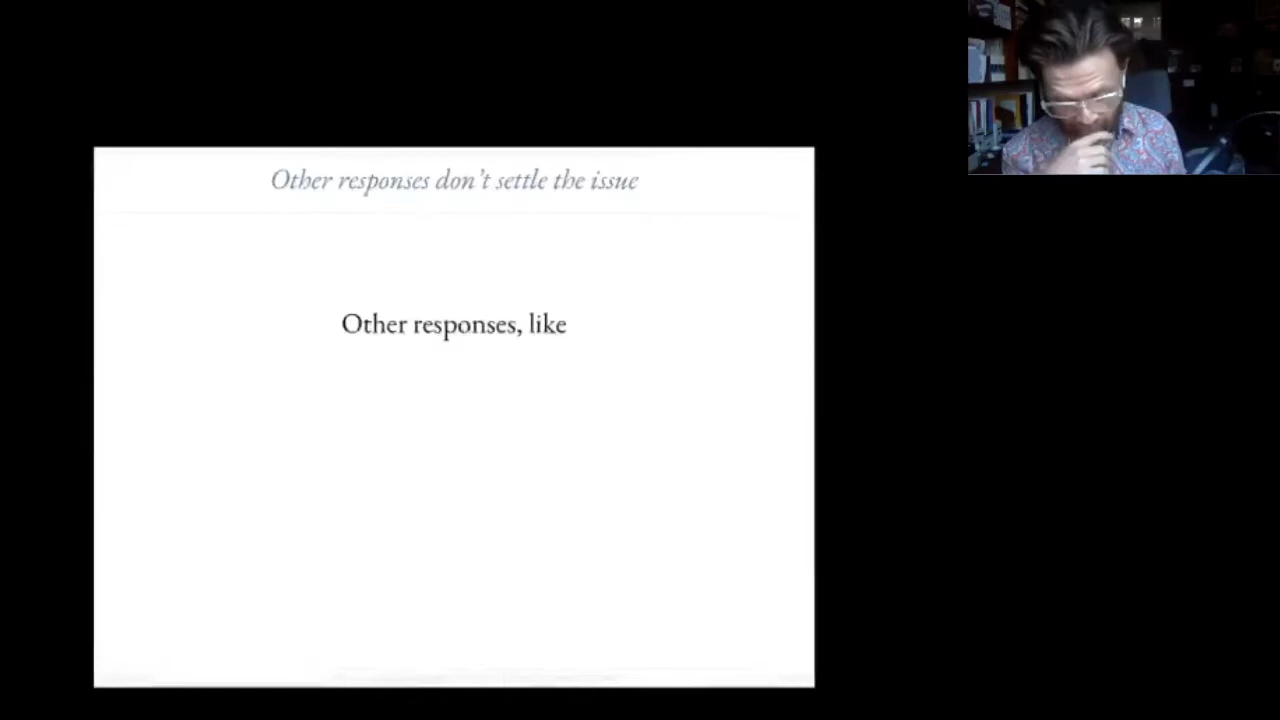 Other responses don't settle the issue
Other responses, like